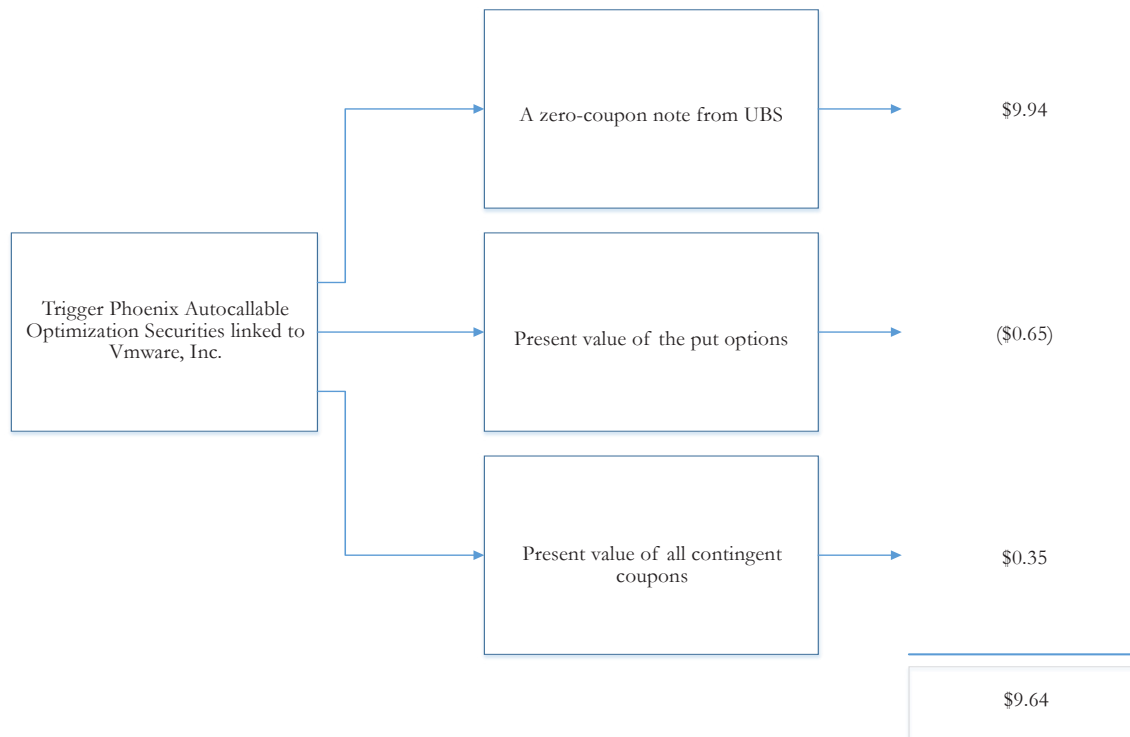 A zero-coupon note from UBS
$9.94
Trigger Phoenix Autocallable
Optimization Securities linked to
Vmware, Inc.
Present value of the put options
($0.65)
Present value of all contingent
coupons
$0.35
$9.64